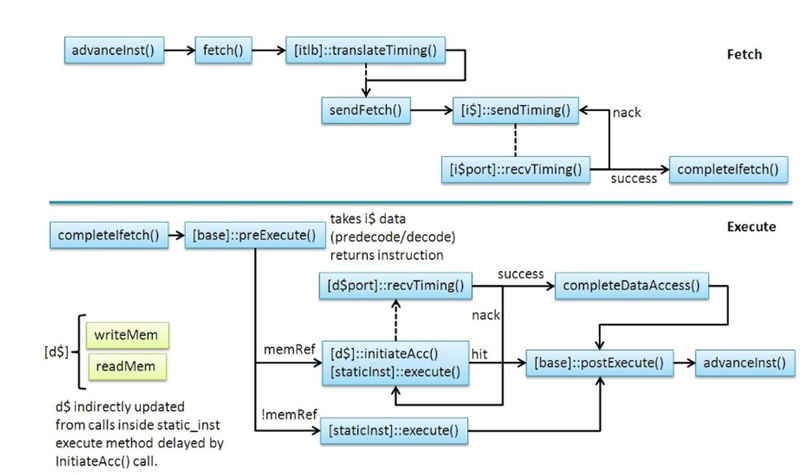 advanceInst()
fetch()
[itlb]::translateTiming()
Fetch
sendFetch()
[i$]::sendTiming()
nack
[i$port]::recvTiming()
success
completeIfetch()
Execute
completeIfetch()
[base]::preExecute()
takes i$ data
(predecode/decode)
returns instruction
[d$port]::recvTiming()
success
completeDataAccess()
nack
[d$]
writeMem
readMem
memRef
[d$]::initiateAcc()
[staticInst]::execute()
hit
[base]::postExecute()
advanceInst()
!memRef
[staticInst]::execute()
d$ indirectly updated
from calls inside static_inst
execute method delayed by
InitiateAcc() call.